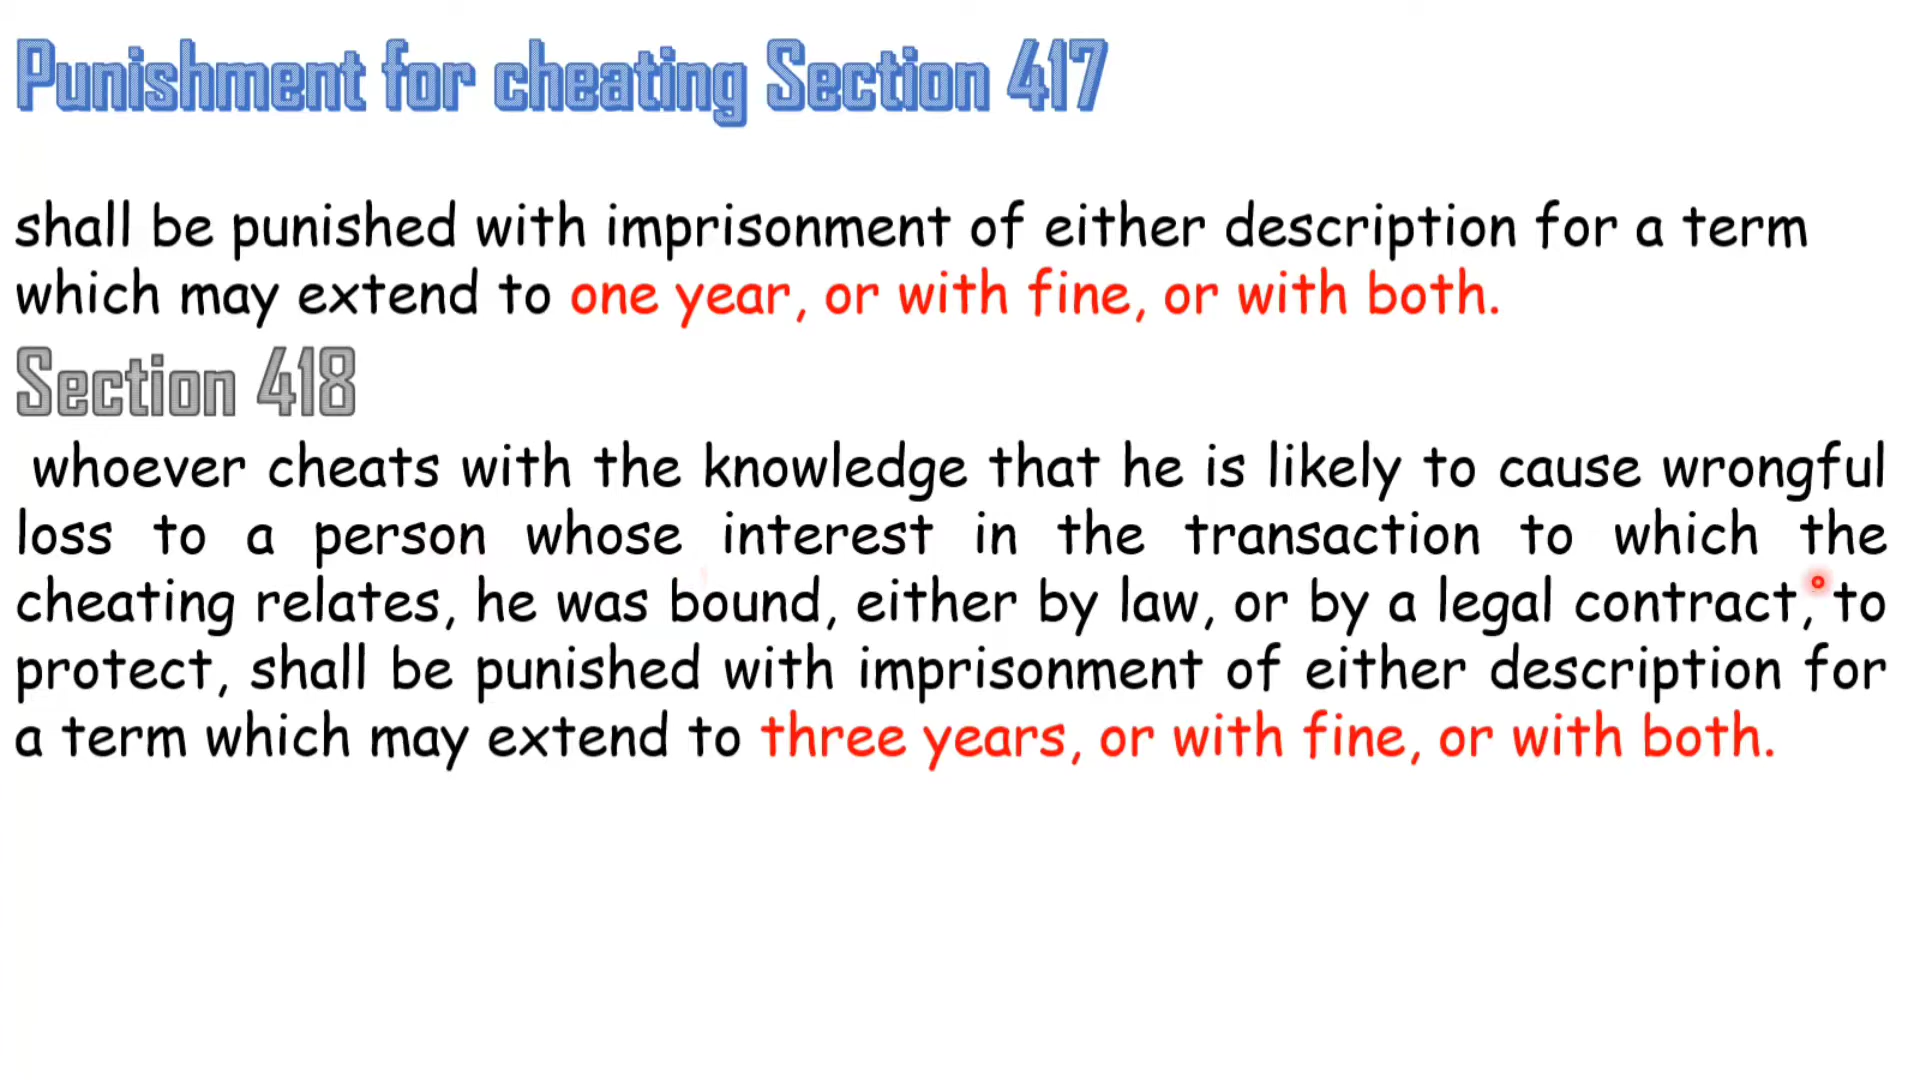 Punishment for cheating Section 417
shall be punished with imprisonment of either description for a term
which may extend to one year, or with fine, or with both.
Section 418
whoever cheats with the knowledge that he is likely to cause wrongful
loss to a person whose interest in the transaction to which the
cheating relates, he was bound, either by law, or by a legal contract, to
protect, shall be punished with imprisonment of either description for
a term which may extend to three years, or with fine, or with both.